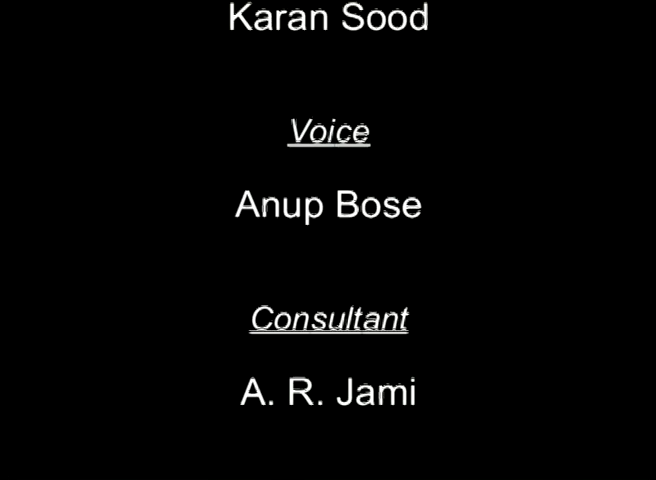 Karan Sood
Voice
Anup Bose
Consultant
A. R. Jami